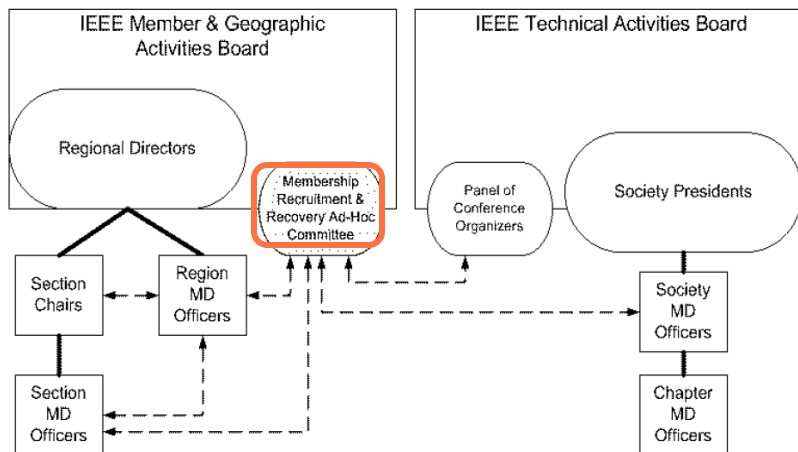 IEEE Member & Geographic
Activities Board
IEEE Technical Activities Board
Regional Directors
Membership
Recruitment &
Recovery Ad-Hoc
Committee
Panel of
Conference
Organizers
Society Presidents
Section
Chairs
Region
MD
Officers
Society
MD
Officers
Section
MD
Officers
Chapter
MD
Officers